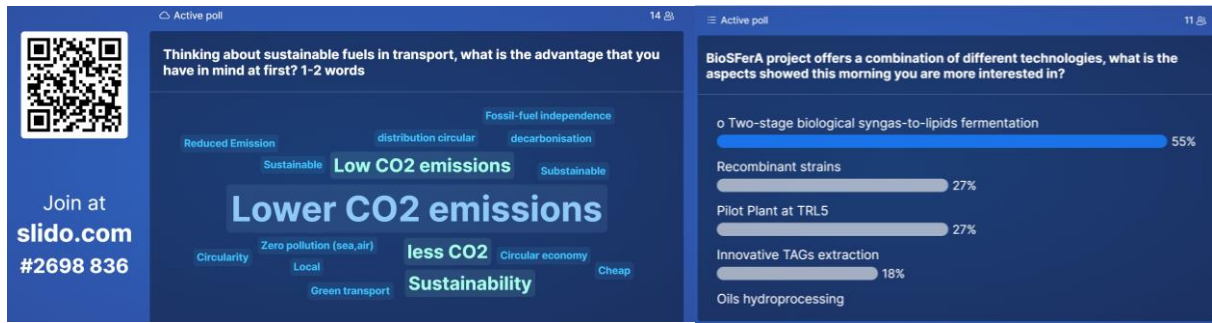 Active poll
14
Join at
slido.com
#2698 836
Thinking about sustainable fuels in transport, what is the advantage that you
have in mind at first? 1-2 words
Fossil-fuel independence
Reduced Emission
distribution circular
decarbonisation
Sustainable
Low CO2 emissions
Substainable
Lower CO2 emissions
Circularity
Zero pollution (sea,air)
less CO2
Circular economy
Local
Cheap
Green transport
Sustainability
Active poll
11
BioSFerA project offers a combination of different technologies, what is the
aspects showed this morning you are more interested in?
o Two-stage biological syngas-to-lipids fermentation
55%
Recombinant strains
27%
Pilot Plant at TRL5
27%
Innovative TAGs extraction
18%
Oils hydroprocessing